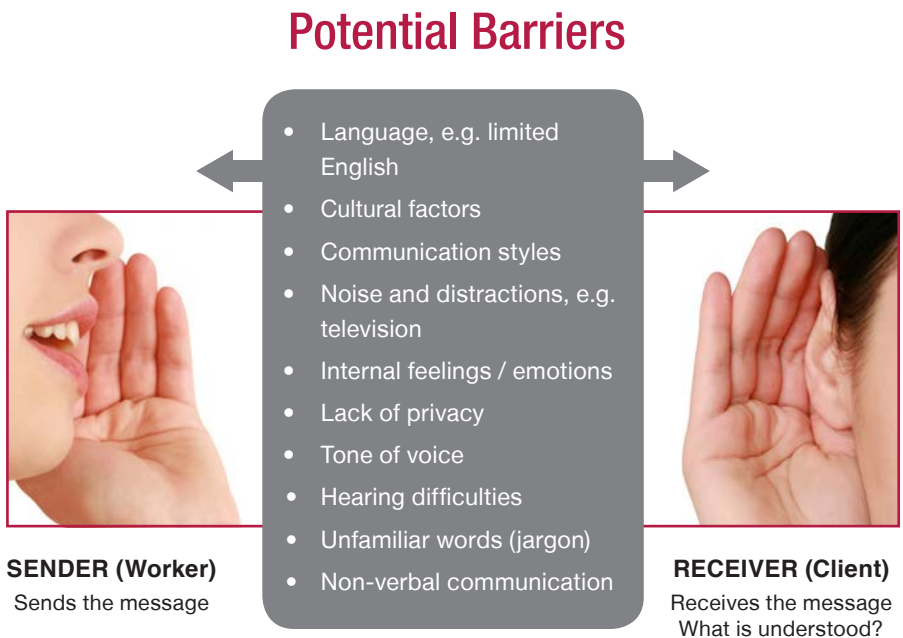 Potential Barriers
• Language, e.g. limited
English
• Cultural factors
• Communication styles
• Noise and distractions, e.g.
television
• Internal feelings / emotions
• Lack of privacy
• Tone of voice
• Hearing difficulties
• Unfamiliar words (jargon)
• Non-verbal communication
SENDER (Worker)
Sends the message
RECEIVER (Client)
Receives the message
What is understood?